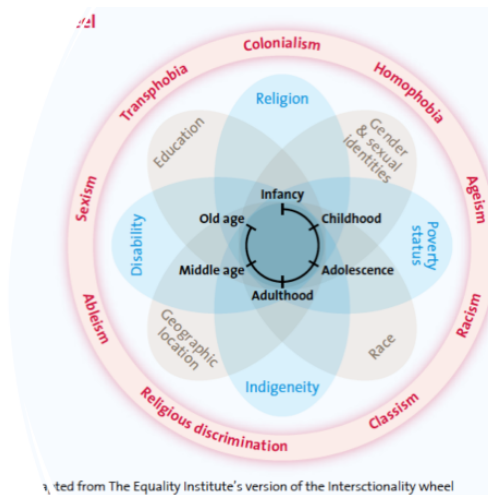 Colonialism
Transphobia
Homophobia
Religion
Education
Gender
& sexual
identities
Sexism
Ageism
Infancy
Old age
Childhood
Disability
Poverty
status
Middle age
Adolescence
Adulthood
Ableism
Racism
Geographic
location
Race
Indigeneity
Religious discrimination
Classism
from The Equality Institute's version of the Intersctionality wheel